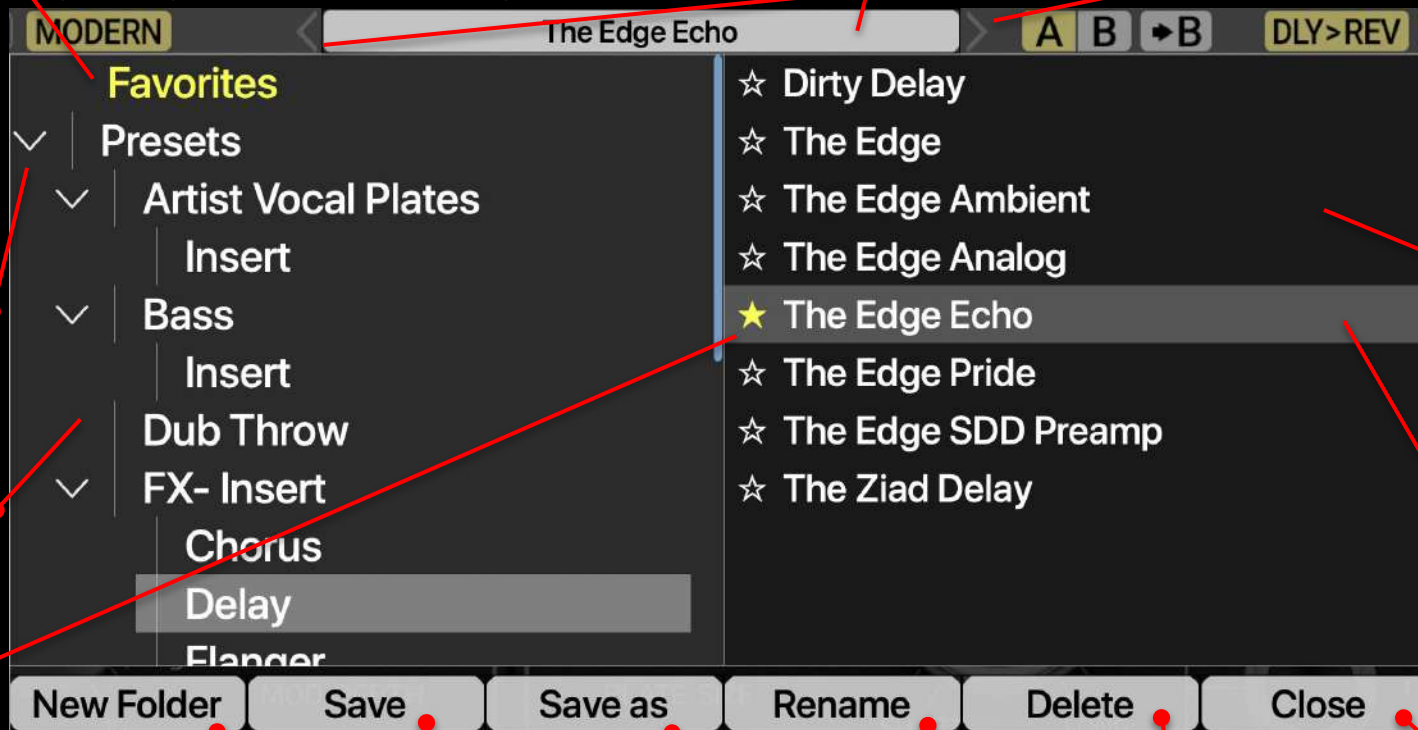 MODERN The Edge Echo A B B DLY>REV
Favorites
Presets
Artist Vocal Plates
Insert
Bass
Insert
Dub Throw
FX- Insert
Chorus
Delay
Flanger
Dirty Delay
The Edge
The Edge Ambient
The Edge Analog
The Edge Echo
The Edge Pride
The Edge SDD Preamp
The Ziad Delay
New Folder Save Save as Rename Delete Close